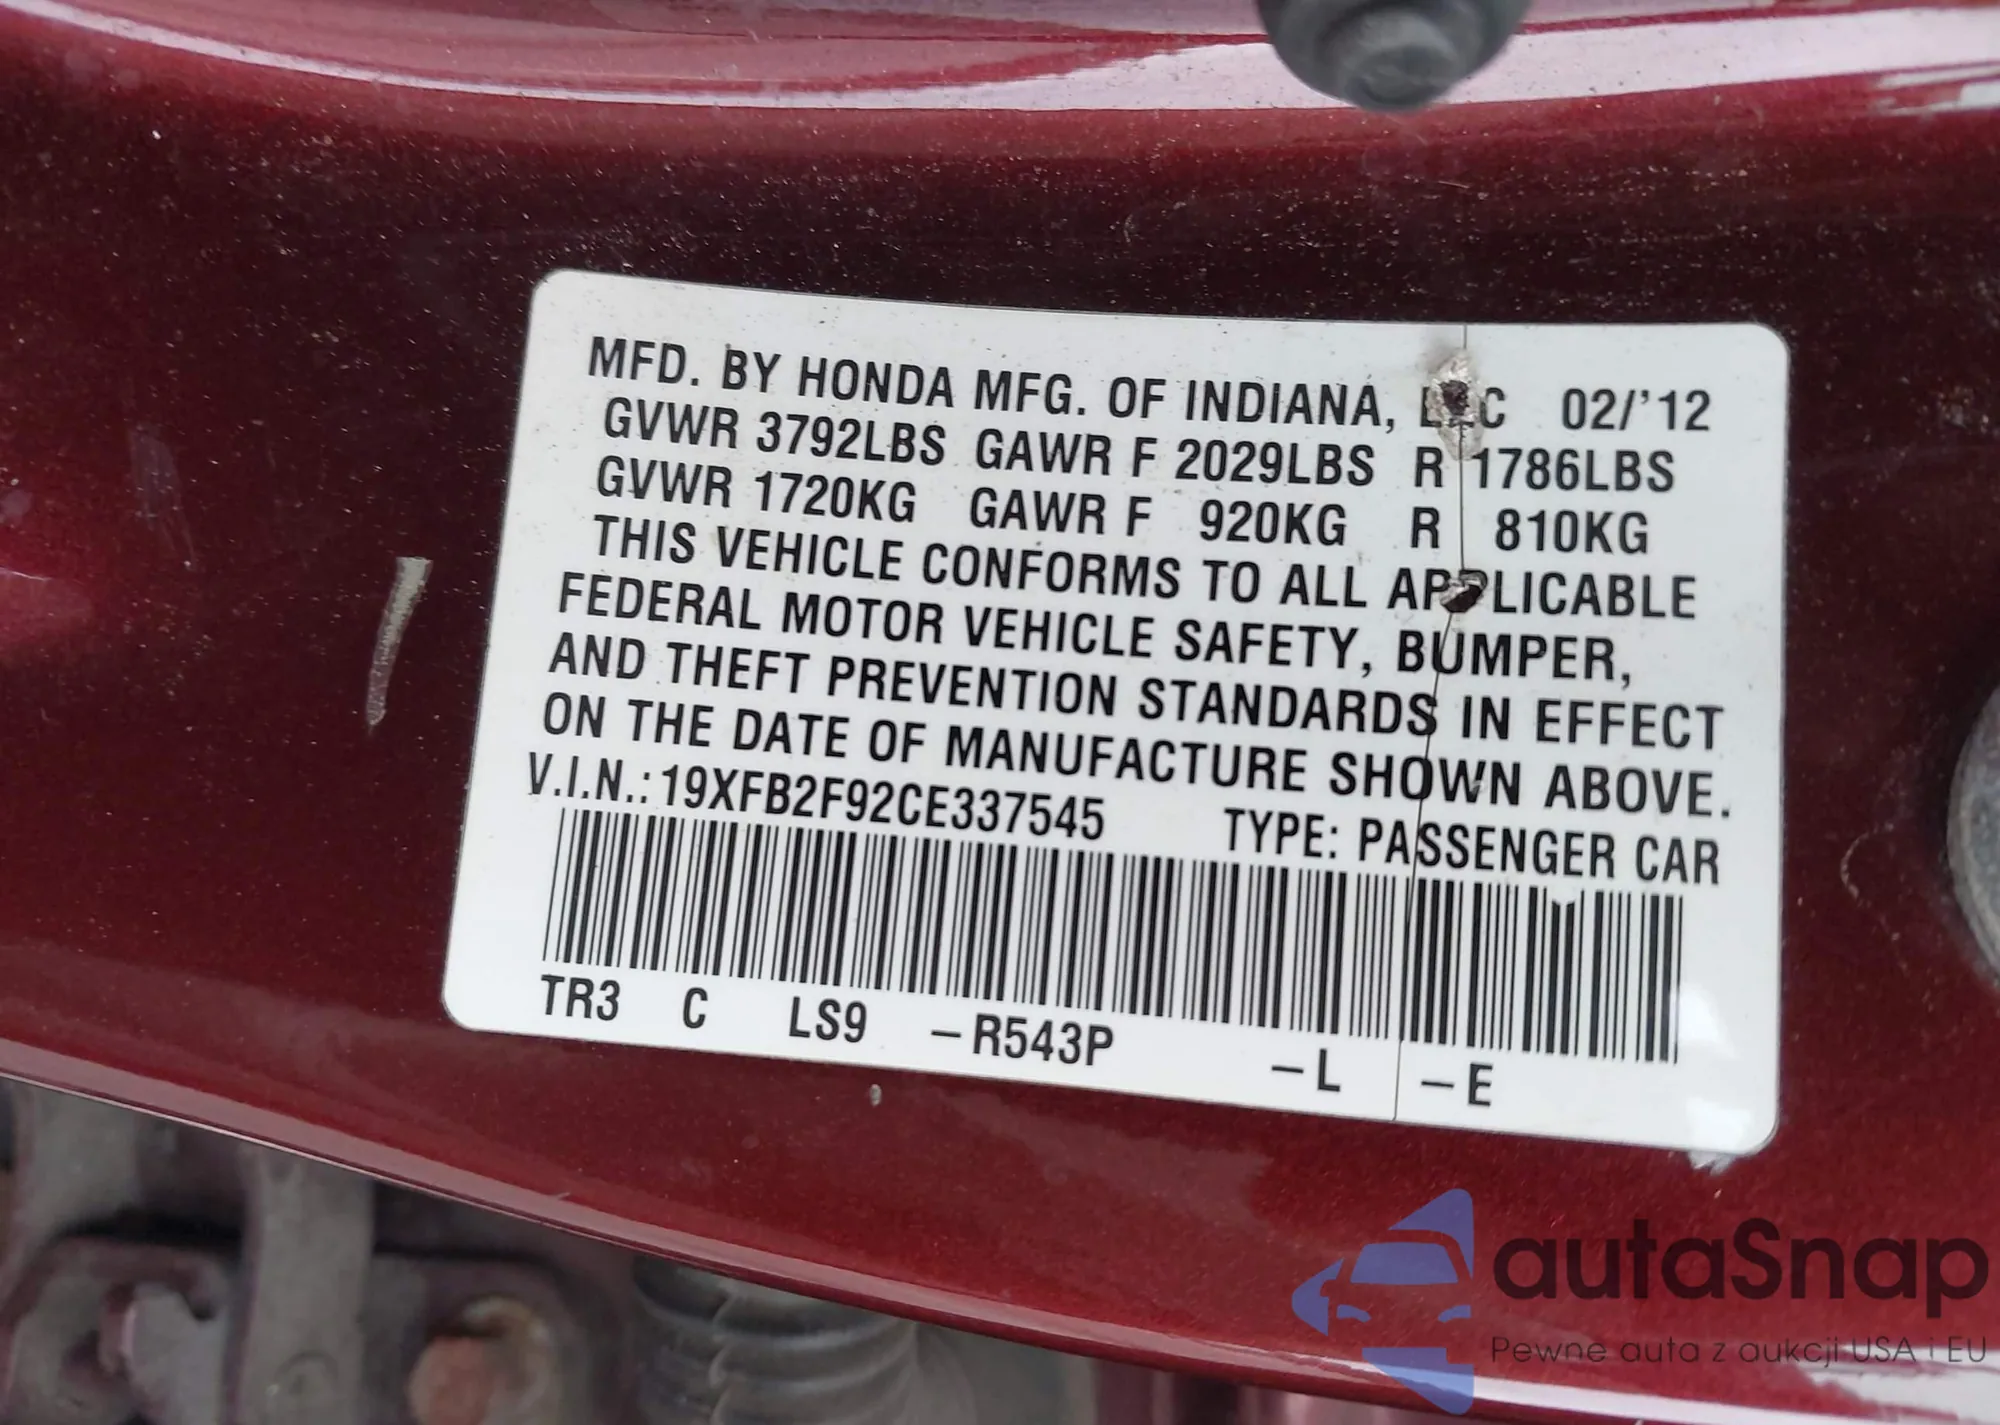 MFD. BY HONDA MFG. OF INDIANA, LLC 02/'12
GVWR 3792LBS GAWR F 2029LBS R 1786LBS
GVWR 1720KG GAWR F 920KG R 810KG
THIS VEHICLE CONFORMS TO ALL APPLICABLE
FEDERAL MOTOR VEHICLE SAFETY, BUMPER,
AND THEFT PREVENTION STANDARDS IN EFFECT
ON THE DATE OF MANUFACTURE SHOWN ABOVE.
V.I.N.: 19XFB2F92CE337545 TYPE: PASSENGER CAR
TR3 C LS9 –R543P –L –E
autaSnap
Pewne auta z aukcji USA i EU